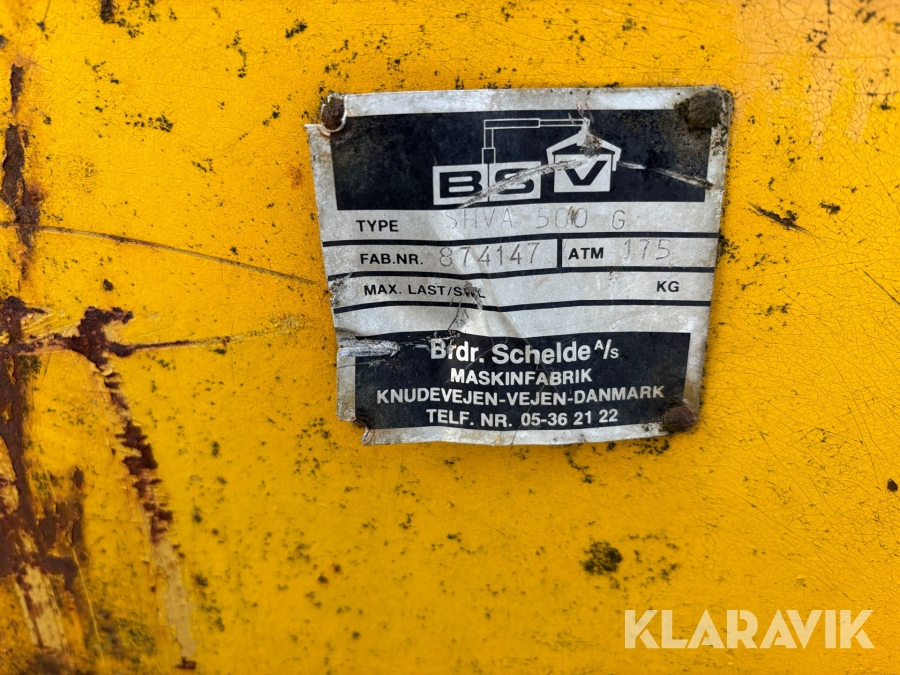 BSV
TYPE SHVA 500 G
FAB.NR. 874147 ATM 175
MAX. LAST/SWL KG
Brdr. Schelde A/s
MASKINFABRIK
KNUDEVEJEN-VEJEN-DANMARK
TELF. NR. 05-36 21 22
KLARAVIK